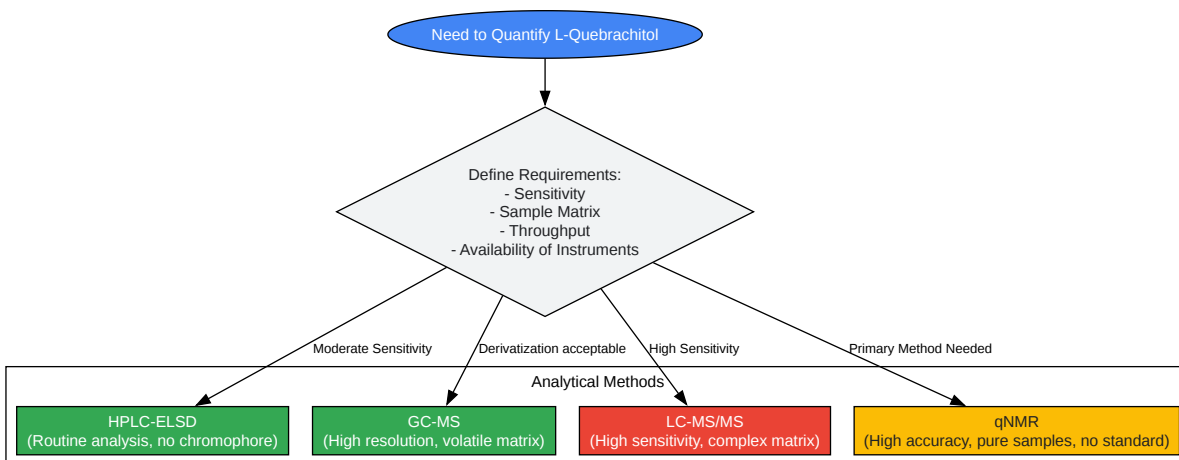 Need to Quantify L-Quebrachitol
Define Requirements:
- Sensitivity
- Sample Matrix
- Throughput
- Availability of Instruments
Moderate Sensitivity
Derivatization acceptable
High Sensitivity
Primary Method Needed
Analytical Methods
HPLC-ELSD
(Routine analysis, no chromophore)
GC-MS
(High resolution, volatile matrix)
LC-MS/MS
(High sensitivity, complex matrix)
qNMR
(High accuracy, pure samples, no standard)